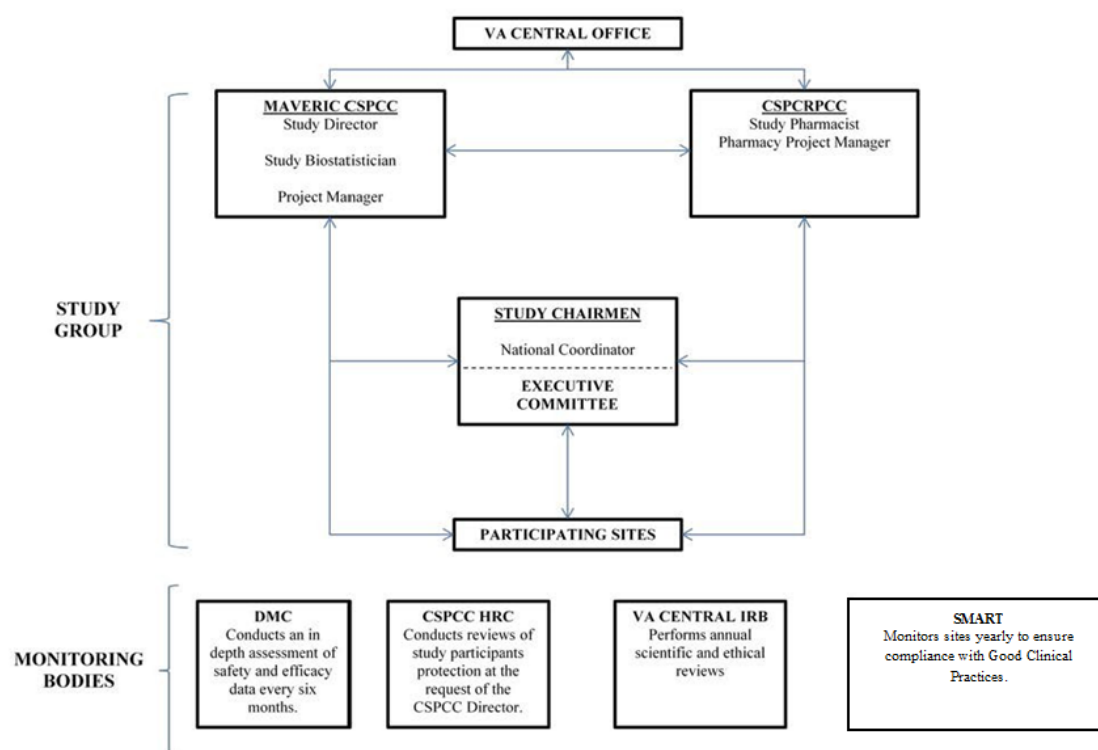 VA CENTRAL OFFICE
MAVERIC CSPCC
Study Director
Study Biostatistician
Project Manager
CSPCRPCC
Study Pharmacist
Pharmacy Project Manager
STUDY
GROUP
STUDY CHAIRMEN
National Coordinator
EXECUTIVE
COMMITTEE
PARTICIPATING SITES
MONITORING
BODIES
DMC
Conducts an in
depth assessment of
safety and efficacy
data every six
months.
CSPCC HRC
Conducts reviews of
study participants
protection at the
request of the
CSPCC Director.
VA CENTRAL IRB
Performs annual
scientific and ethical
reviews
SMART
Monitors sites yearly to ensure
compliance with Good Clinical
Practices.